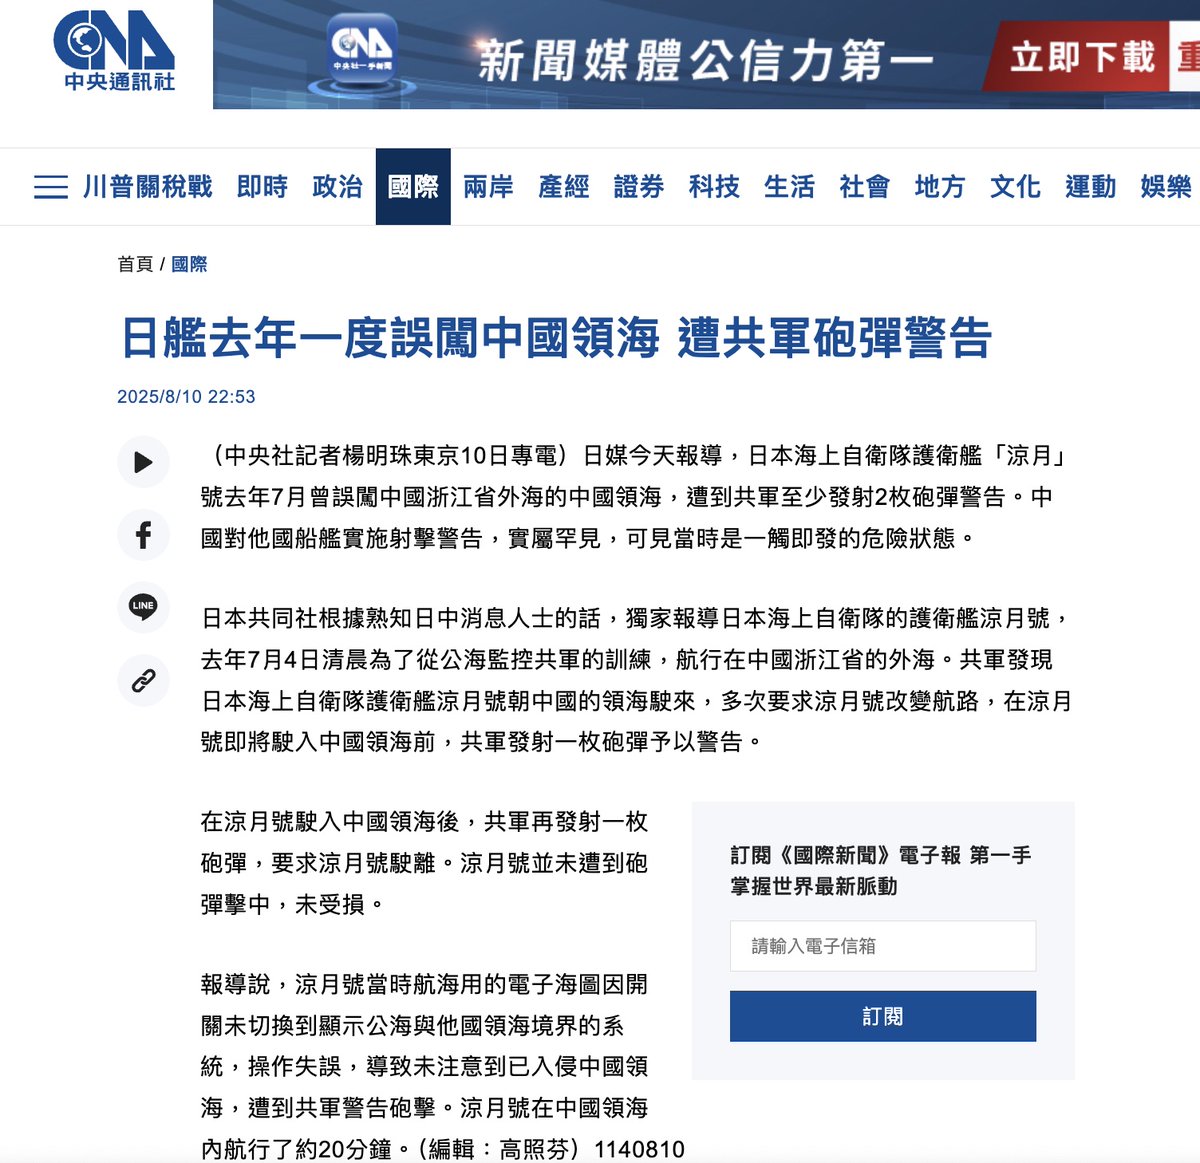 CNA
中央通訊社
CNA
中央社一手新聞
新聞媒體公信力第一
立即下載
川普關稅戰 即時 政治 國際 兩岸 產經 證券 科技 生活 社會 地方 文化 運動 娛樂
首頁 / 國際
日艦去年一度誤闖中國領海 遭共軍砲彈警告
2025/8/10 22:53
（中央社記者楊明珠東京10日專電）日媒今天報導，日本海上自衛隊護衛艦「涼月」
號去年7月曾誤闖中國浙江省外海的中國領海，遭到共軍至少發射2枚砲彈警告。中
國對他國船艦實施射擊警告，實屬罕見，可見當時是一觸即發的危險狀態。
日本共同社根據熟知日中消息人士的話，獨家報導日本海上自衛隊的護衛艦涼月號，
去年7月4日清晨為了從公海監控共軍的訓練，航行在中國浙江省的外海。共軍發現
日本海上自衛隊護衛艦涼月號朝中國的領海駛來，多次要求涼月號改變航路，在涼月
號即將駛入中國領海前，共軍發射一枚砲彈予以警告。
在涼月號駛入中國領海後，共軍再發射一枚
砲彈，要求涼月號駛離。涼月號並未遭到砲
彈擊中，未受損。
報導說，涼月號當時航海用的電子海圖因開
關未切換到顯示公海與他國領海境界的系
統，操作失誤，導致未注意到已入侵中國領
海，遭到共軍警告砲擊。涼月號在中國領海
內航行了約20分鐘。（編輯：高照芬）1140810
LINE
訂閱《國際新聞》電子報 第一手
掌握世界最新脈動
請輸入電子信箱
訂閱